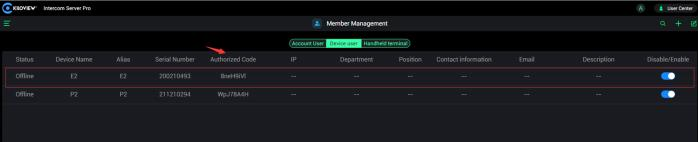 KILOVIEW Intercom Server Pro User Center
Member Management
Account User Device user Handheld terminal
Status Device Name Alias Serial Number Authorized Code IP Department Position Contact information Email Description Disable/Enable
Offline E2 E2 200210493 BneH9iVl -- -- -- -- -- --
Offline P2 P2 211210294 WpJ78A4H -- -- -- -- -- --